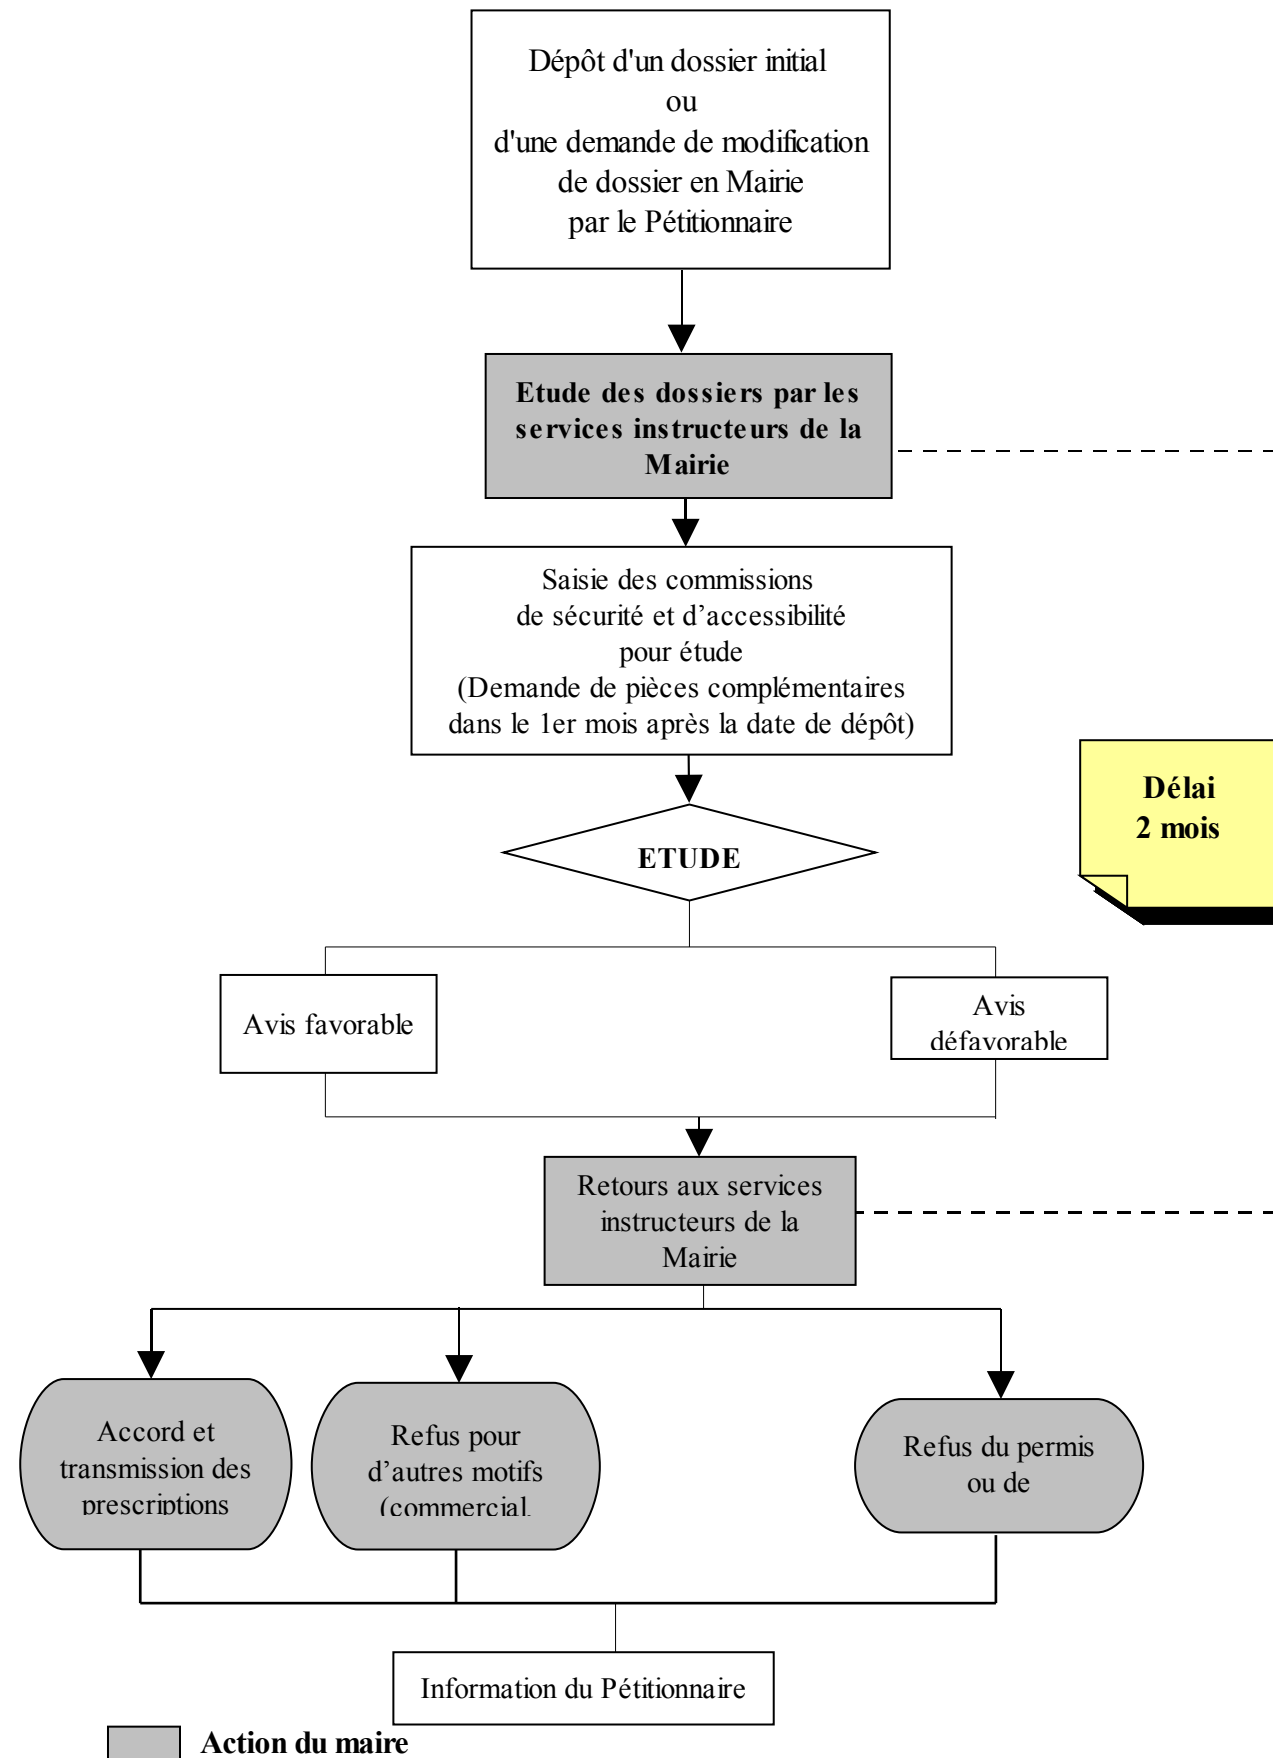 Dépôt d'un dossier initial
ou
d'une demande de modification
de dossier en Mairie
par le Pétitionnaire
Etude des dossiers par les
services instructeurs de la
Mairie
Saisie des commissions
de sécurité et d’accessibilité
pour étude
(Demande de pièces complémentaires
dans le 1er mois après la date de dépôt)
Délai
2 mois
ETUDE
Avis favorable
Avis
défavorable
Retours aux services
instructeurs de la
Mairie
Accord et
transmission des
prescriptions
Refus pour
d’autres motifs
(commercial,
Refus du permis
ou de
Information du Pétitionnaire
Action du maire